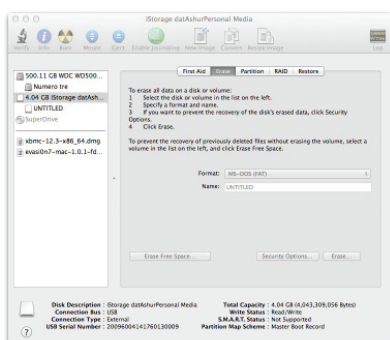 iStorage datAshurPersonal Media
Verify Info Burn Mount Eject Enable Journaling New Image Convert Resize Image Log
500.11 GB WDC WD500...
Numero tre
4.04 GB iStorage datAsh...
UNTITLED
SuperDrive
xbmc-12.3-x86_64.dmg
evasi0n7-mac-1.0.1-fd...
First Aid Erase Partition RAID Restore
To erase all data on a disk or volume:
1 Select the disk or volume in the list on the left.
2 Specify a format and name.
3 If you want to prevent the recovery of the disk's erased data, click Security
Options.
4 Click Erase.
To prevent the recovery of previously deleted files without erasing the volume, select a
volume in the list on the left, and click Erase Free Space.
Format: MS-DOS (FAT)
Name: UNTITLED
Erase Free Space... Security Options... Erase...
Disk Description : iStorage datAshurPersonal Media Total Capacity : 4.04 GB (4,043,309,056 Bytes)
Connection Bus : USB Write Status : Read/Write
Connection Type : External S.M.A.R.T. Status : Not Supported
USB Serial Number : 20096004141760130009 Partition Map Scheme : Master Boot Record
?